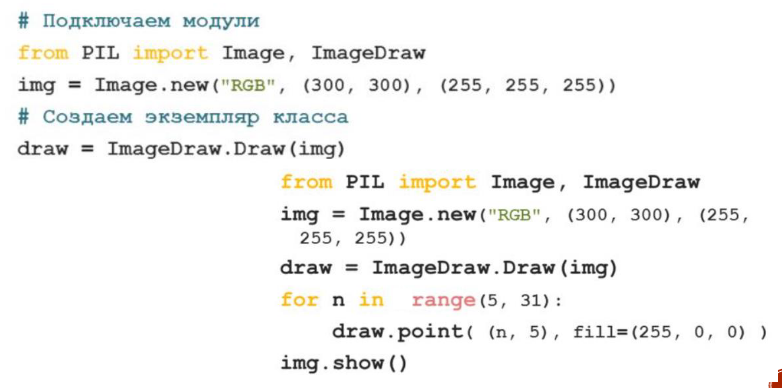 # Подключаем модули
from PIL import Image, ImageDraw
img = Image.new("RGB", (300, 300), (255, 255, 255))
# Создаем экземпляр класса
draw = ImageDraw.Draw(img)
from PIL import Image, ImageDraw
img = Image.new("RGB", (300, 300), (255,
255, 255))
draw = ImageDraw.Draw(img)
for n in range(5, 31):
draw.point( (n, 5), fill=(255, 0, 0) )
img.show()